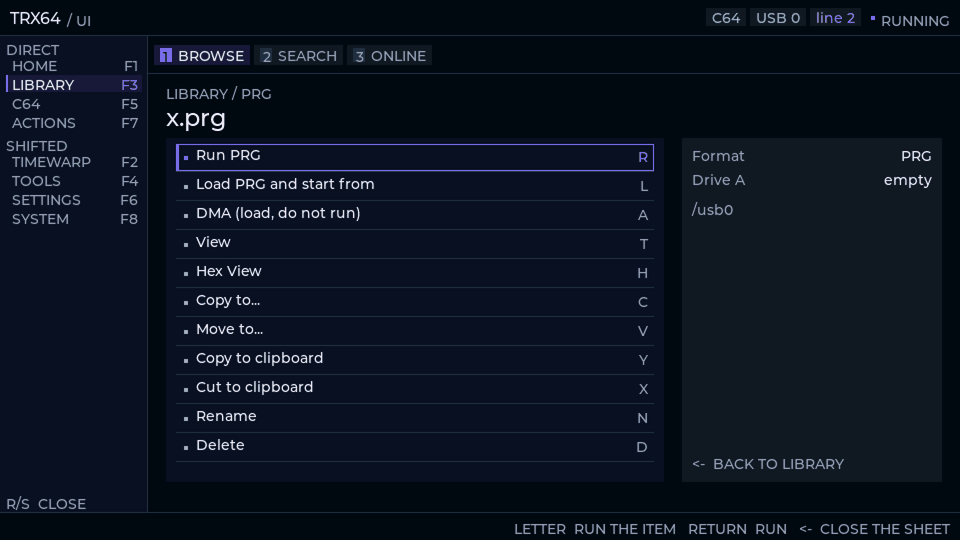 TRX64 / UI
C64 USB 0 line 2 RUNNING
DIRECT
HOME F1
LIBRARY F3
C64 F5
ACTIONS F7
SHIFTED
TIMEWARP F2
TOOLS F4
SETTINGS F6
SYSTEM F8
R/S CLOSE
1 BROWSE 2 SEARCH 3 ONLINE
LIBRARY / PRG
x.prg
Run PRG R
Load PRG and start from L
DMA (load, do not run) A
View T
Hex View H
Copy to... C
Move to... V
Copy to clipboard Y
Cut to clipboard X
Rename N
Delete D
Format PRG
Drive A empty
/usb0
<- BACK TO LIBRARY
LETTER RUN THE ITEM RETURN RUN <- CLOSE THE SHEET